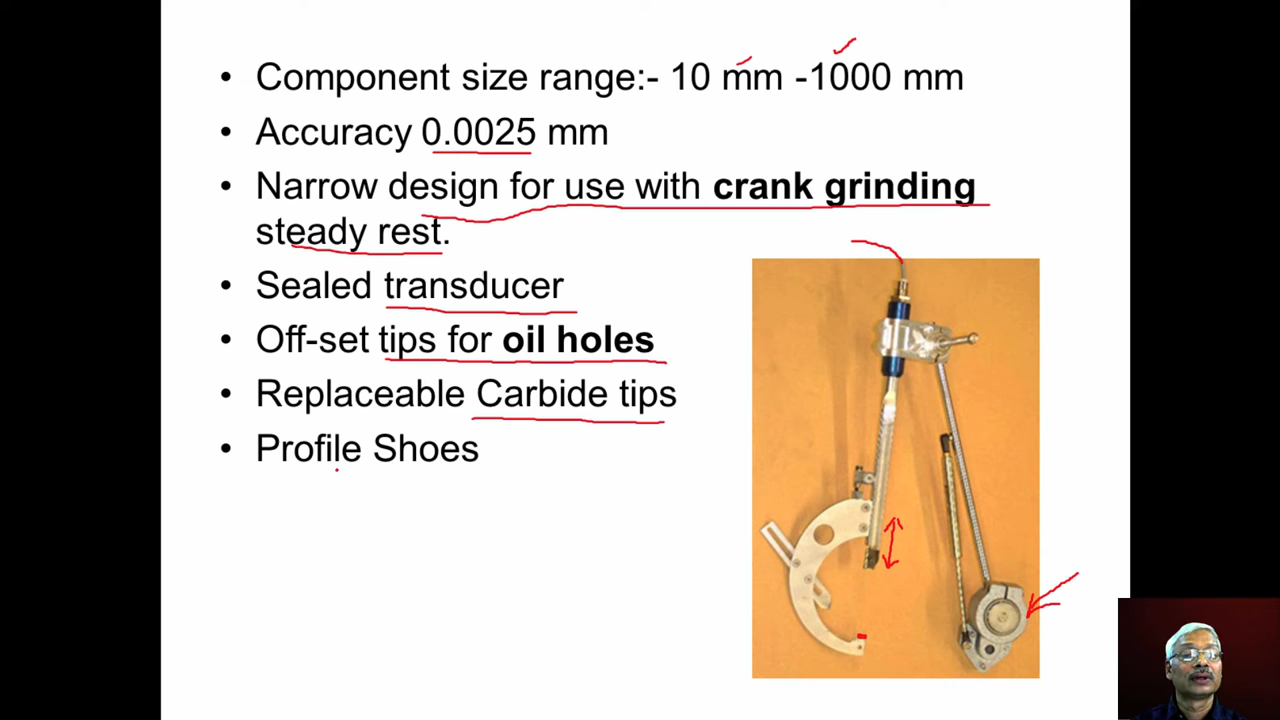 • Component size range:- 10 mm -1000 mm
• Accuracy 0.0025 mm
• Narrow design for use with crank grinding
steady rest.
• Sealed transducer
• Off-set tips for oil holes
• Replaceable Carbide tips
• Profile Shoes